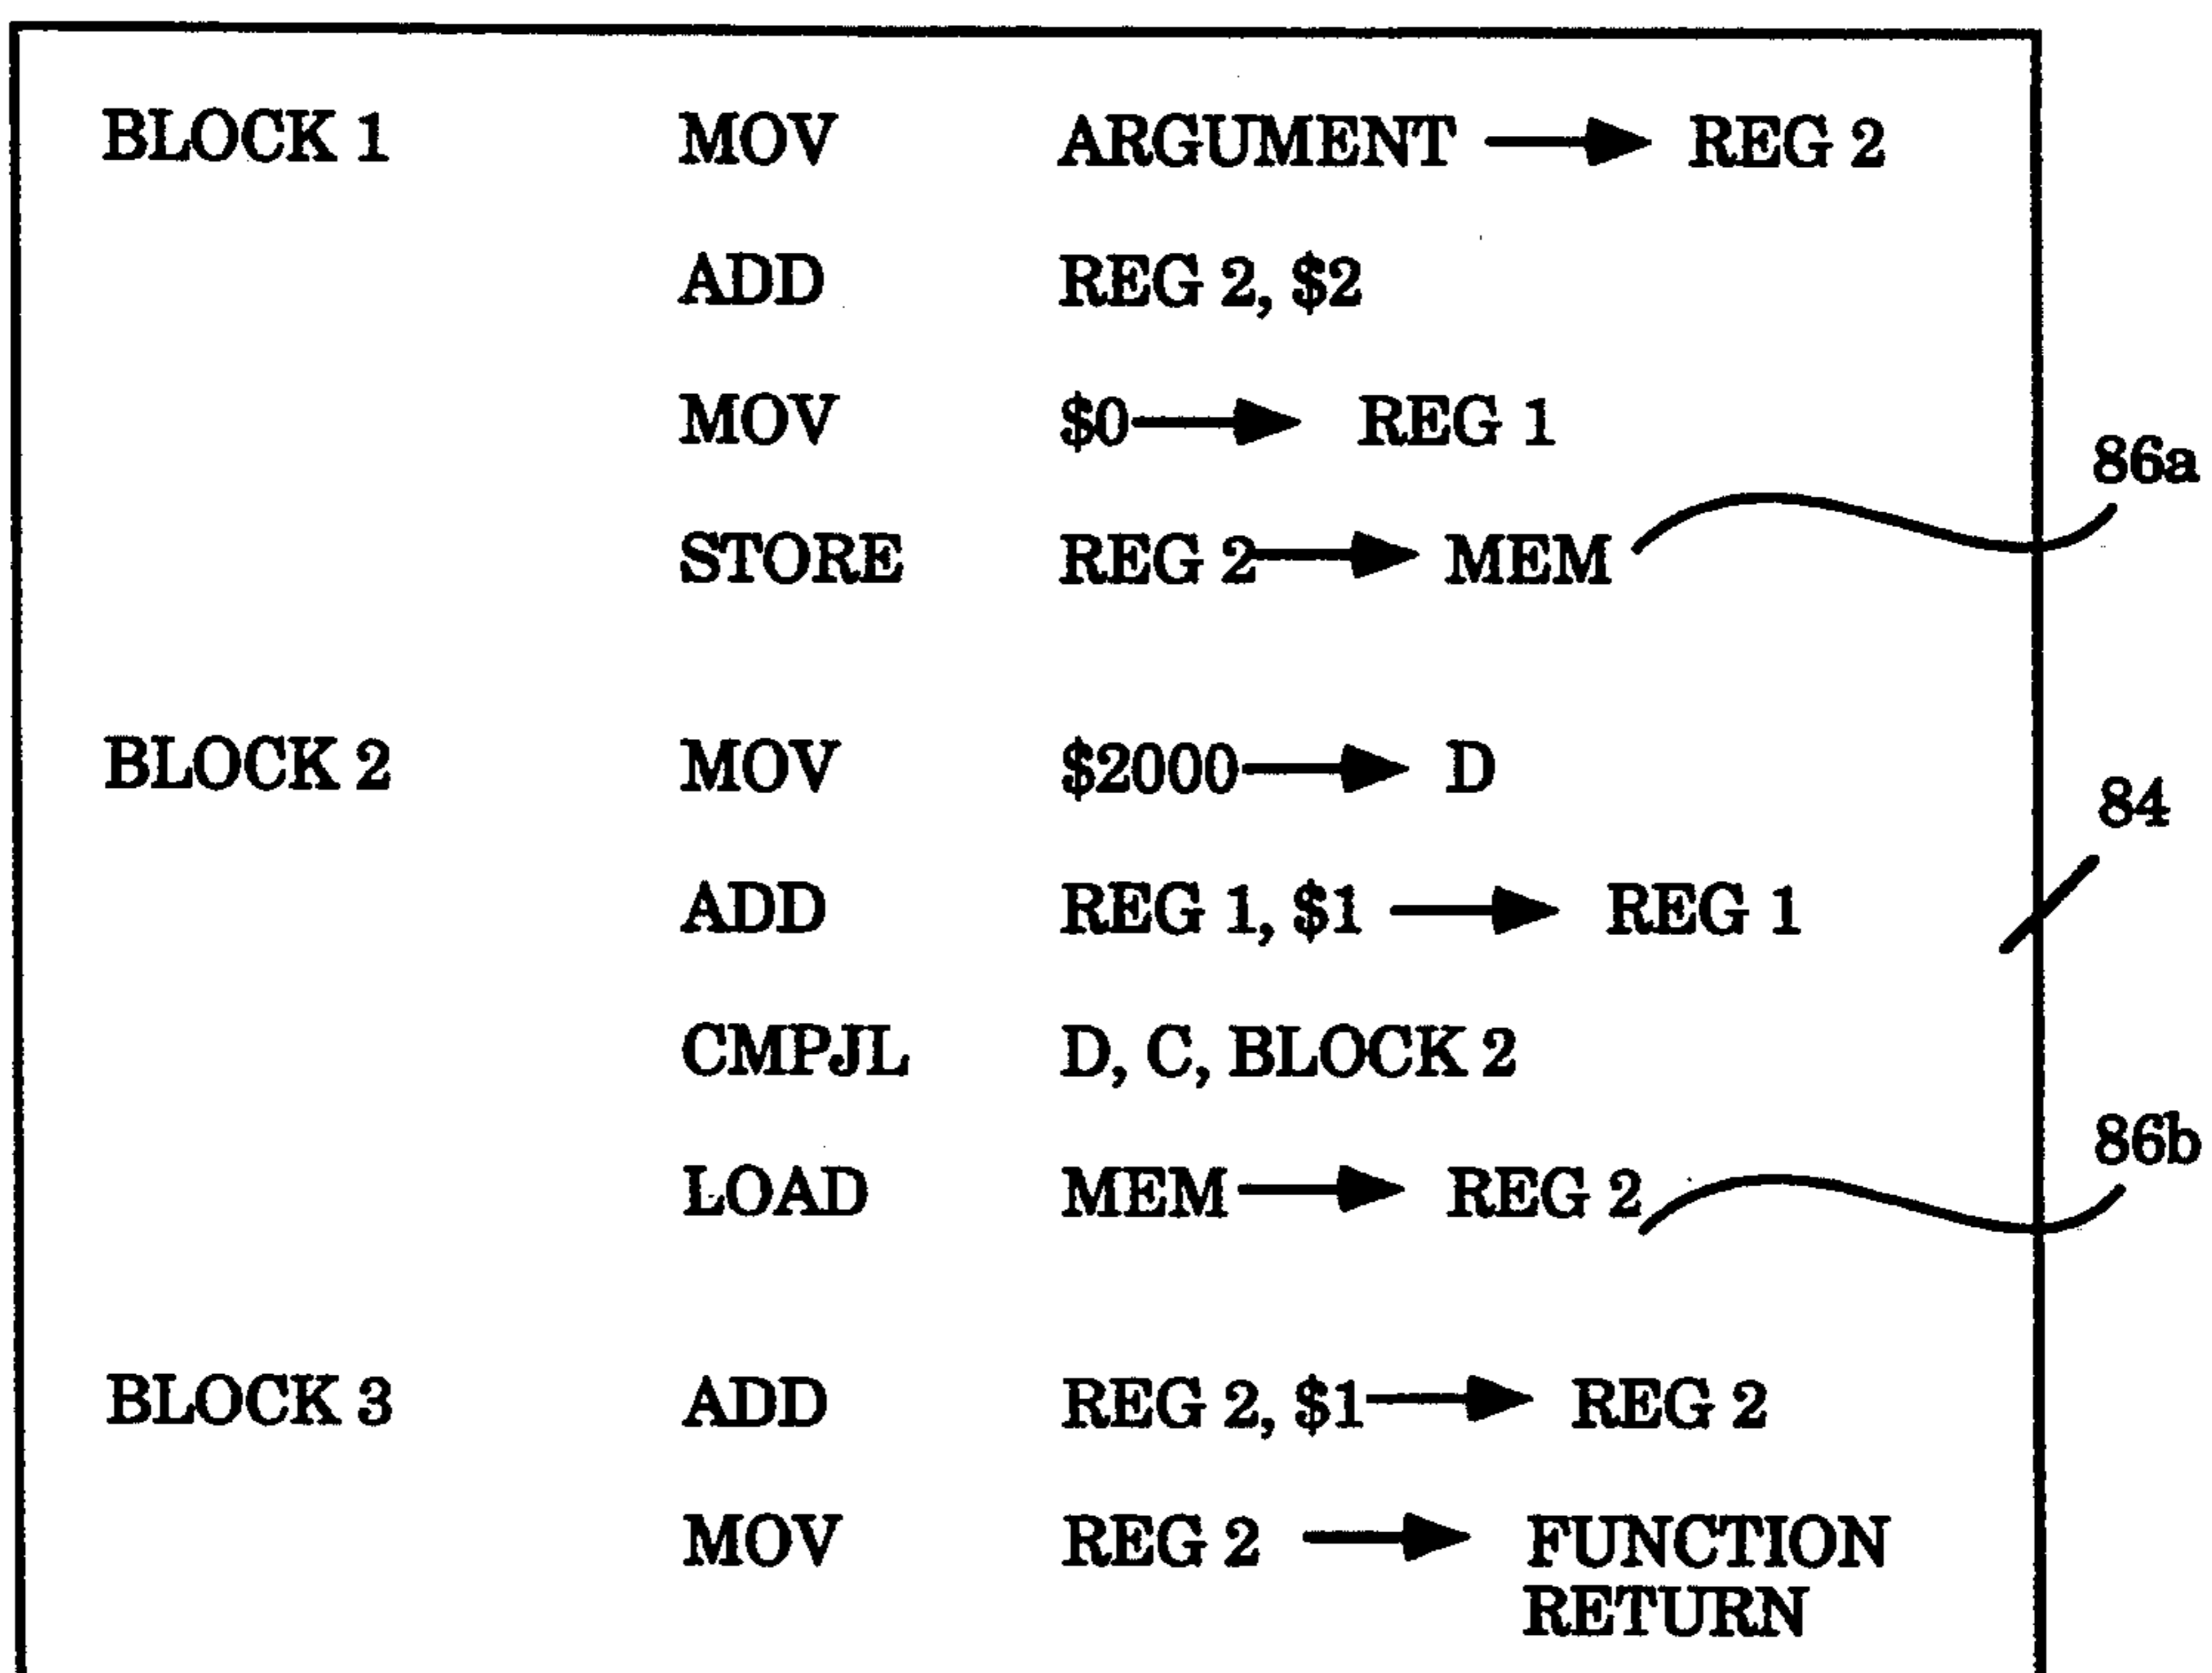 BLOCK 1 MOV ARGUMENT → REG 2
ADD REG 2, $2
MOV $0 → REG 1
86a
STORE REG 2 → MEM
BLOCK 2 MOV $2000 → D
84
ADD REG 1, $1 → REG 1
CMPJL D, C, BLOCK 2
86b
LOAD MEM → REG 2
BLOCK 3 ADD REG 2, $1 → REG 2
MOV REG 2 → FUNCTION
RETURN